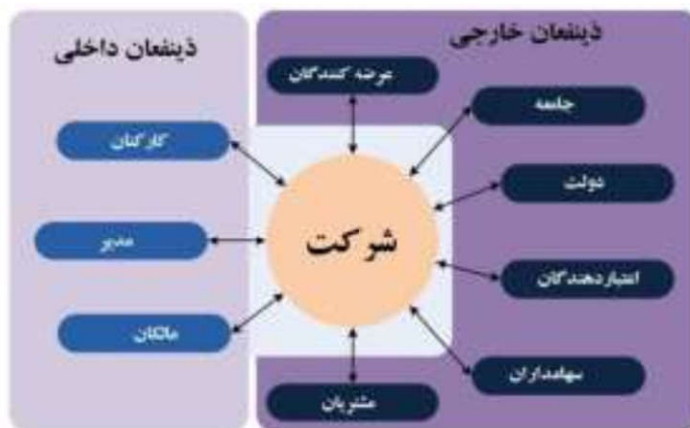 ذینفعان خارجی
عرضه کنندگان
جامعه
دولت
اعتباردهندگان
سهامداران
مشتریان
شرکت
ذینفعان داخلی
کارکنان
مدیر
مالکان